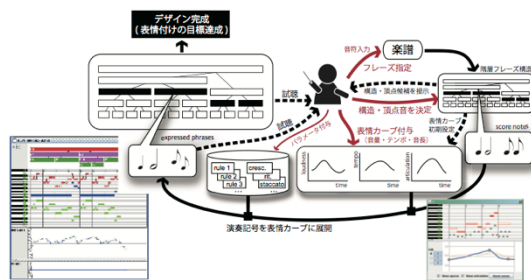 デザイン完成
(表情付けの目標達成)
音符入力
楽譜
フレーズ指定
階層フレーズ構造
試聴
構造・頂点候補を提示
構造・頂点音を決定
試聴
表情カーブ
初期設定
パラメータ付与
表情カーブ付与
(音量・テンポ・音長)
expressed phrases
score notes
rule 1
rule 2
rule 3
cresc.
rit.
staccato
loudness
time
tempo
time
articulation
time
演奏記号を表情カーブに展開